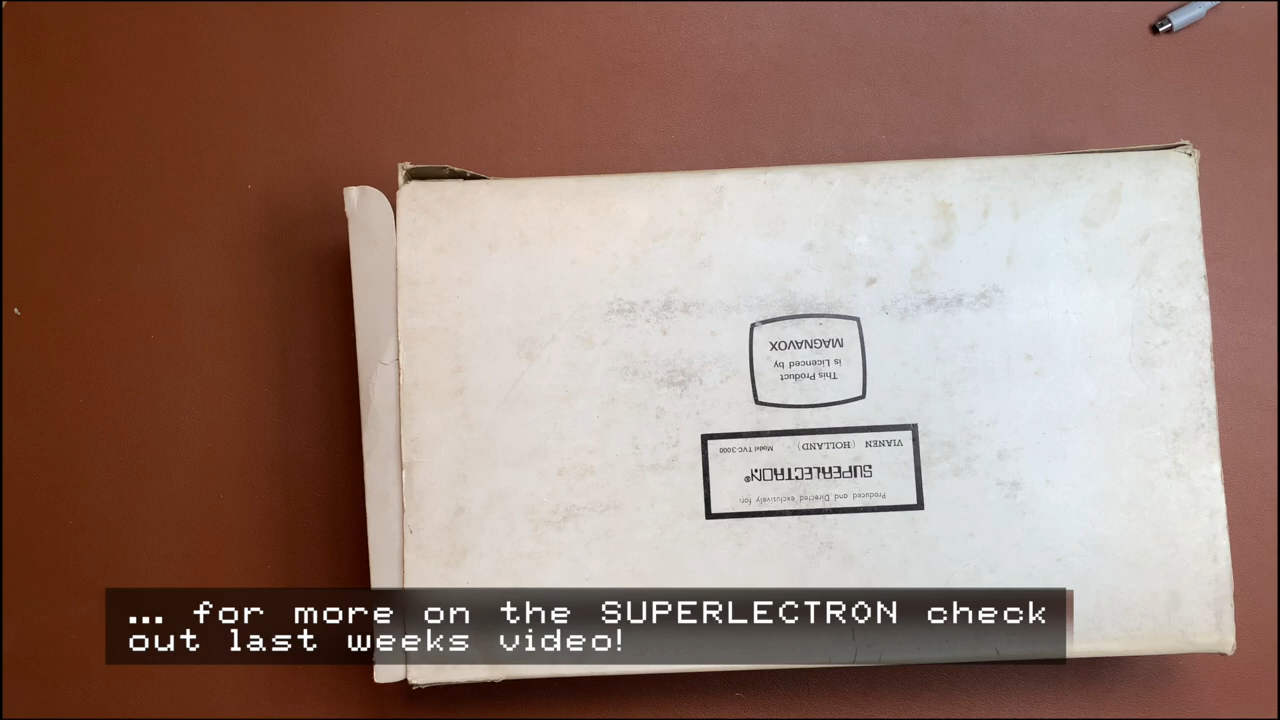 This Product
is Licenced by
MAGNAVOX
Produced and Directed exclusively for:
SUPERLECTRON®
VIANEN (HOLLAND) Model TVC-3000
... for more on the SUPERLECTRON check
out last weeks video!